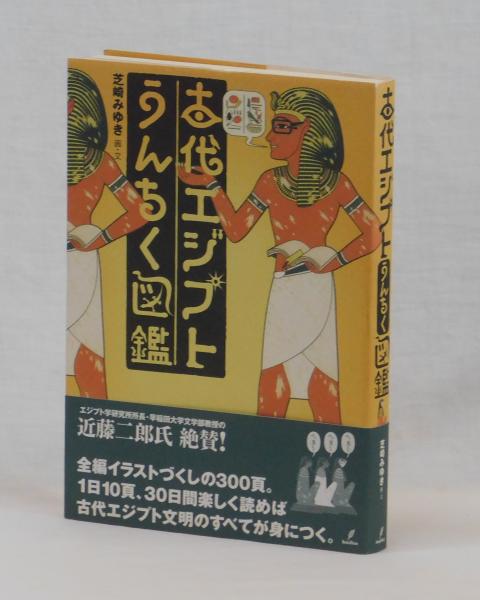 古代エジプト
うんちく図鑑
芝崎みゆき 画・文
エジプト学研究所所長・早稲田大学文学部教授の
近藤二郎氏 絶賛!
全編イラストづくしの300頁。
1日10頁、30日間楽しく読めば
古代エジプト文明のすべてが身につく。
古代エジプトうんちく図鑑
芝崎みゆき